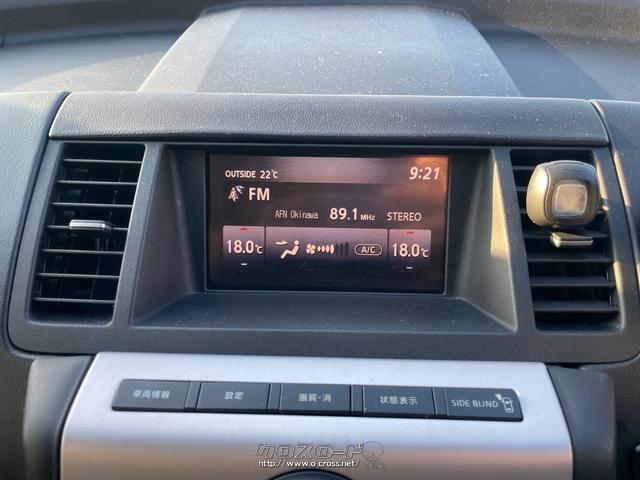 OUTSIDE 22℃ 9:21
FM
AFN Okinawa 89.1 MHz STEREO
18.0℃ A/C 18.0℃
車両情報 設定 画質・消 状態表示 SIDE BLIND
クロスロード
http://www.o-cross.net/